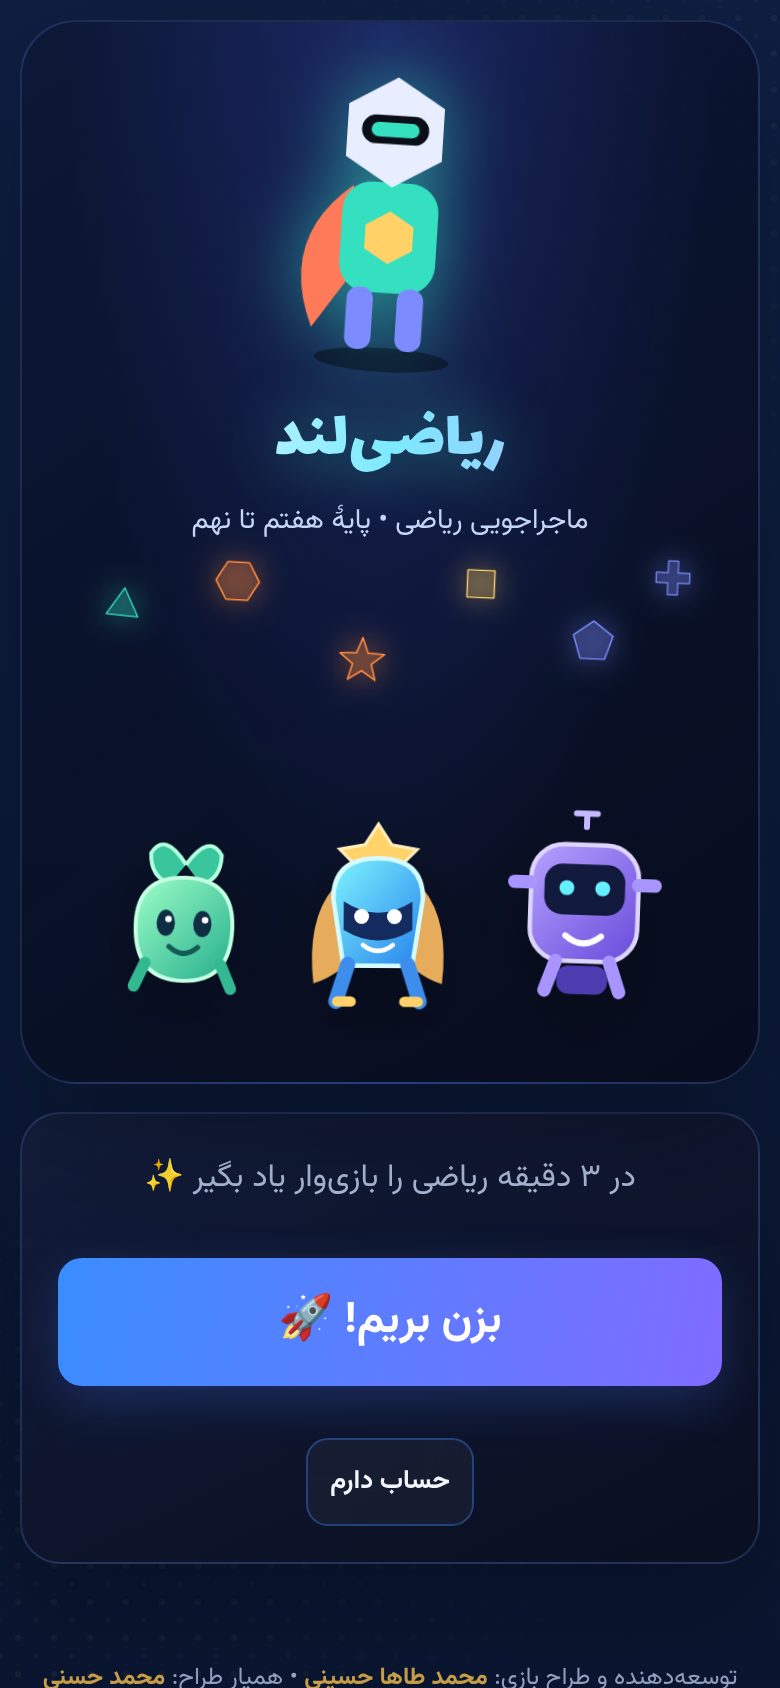 ریاضی‌لند
ماجراجویی ریاضی • پایهٔ هفتم تا نهم
در ۳ دقیقه ریاضی را بازی‌وار یاد بگیر ✨
بزن بریم! 🚀
حساب دارم
توسعه‌دهنده و طراح بازی: محمد طاها حسینی • همیار طراح: محمد حسنی